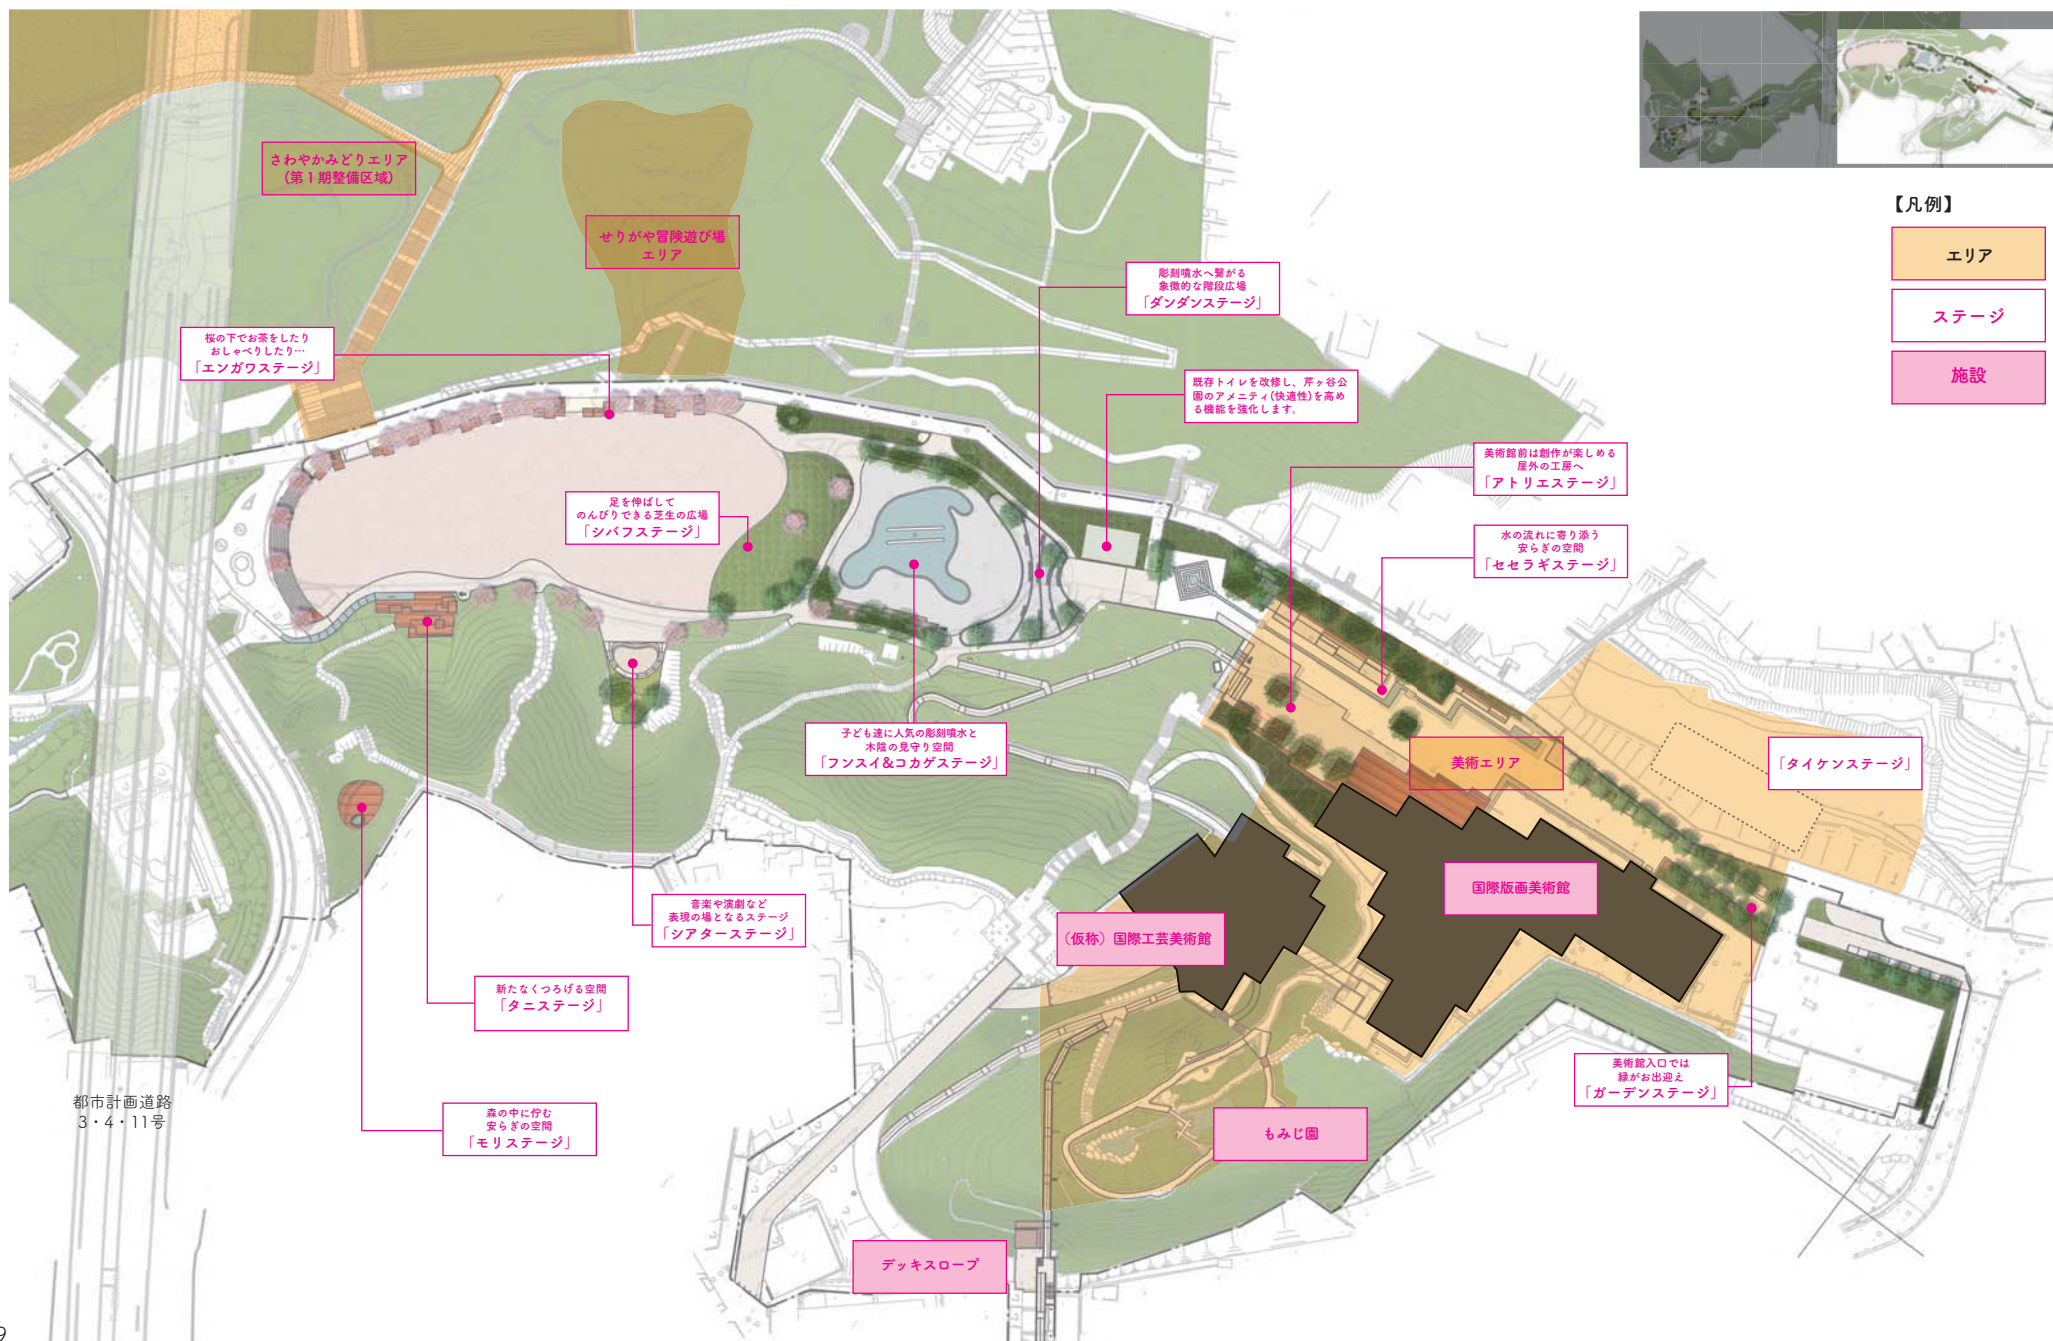 【凡例】
エリア
ステージ
施設
さわやかみどりエリア
(第1期整備区域)
せりがや冒険遊び場
エリア
彫刻噴水へ繋がる
象徴的な階段広場
「ダンダンステージ」
桜の下でお茶をしたり
おしゃべりしたり…
「エンガワステージ」
既存トイレを改修し、芹ヶ谷公
園のアメニティ(快適性)を高め
る機能を強化します。
美術館前は創作が楽しめる
屋外の工房へ
「アトリエステージ」
足を伸ばして
のんびりできる芝生の広場
「シバフステージ」
水の流れに寄り添う
安らぎの空間
「セセラギステージ」
子ども達に人気の彫刻噴水と
木陰の見守り空間
「フンスイ&コカゲステージ」
美術エリア
「タイケンステージ」
国際版画美術館
音楽や演劇など
表現の場となるステージ
「シアターステージ」
(仮称)国際工芸美術館
新たなくつろげる空間
「タニステージ」
美術館入口では
緑がお出迎え
「ガーデンステージ」
都市計画道路
3・4・11号
森の中に佇む
安らぎの空間
「モリステージ」
もみじ園
デッキスロープ
9